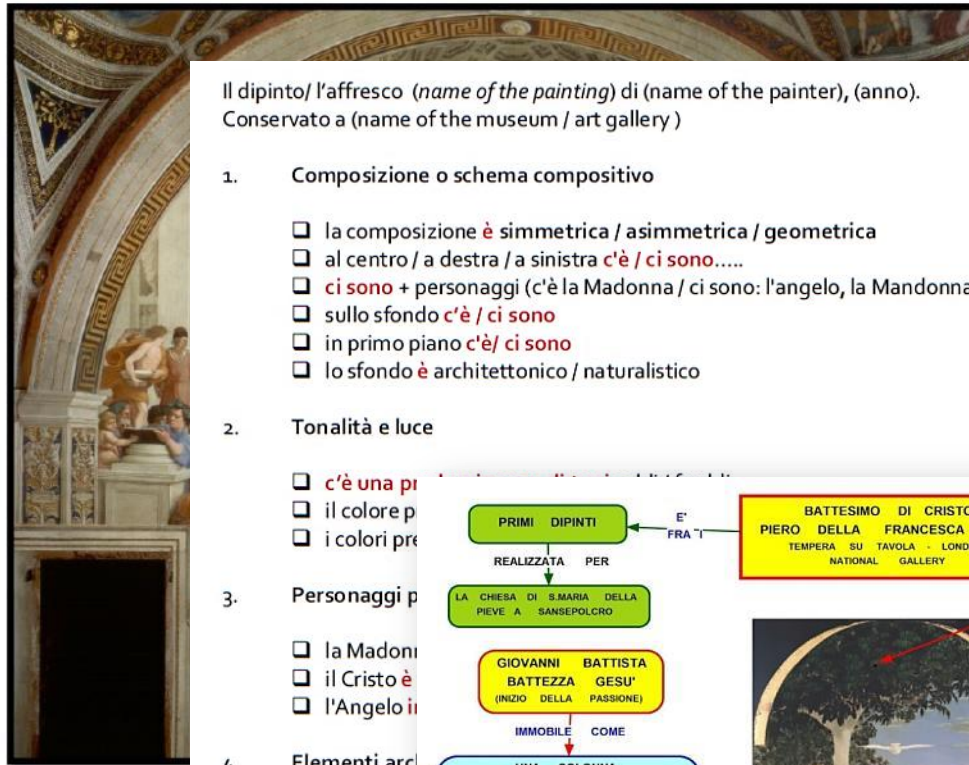 Il dipinto/ l'affresco (name of the painting) di (name of the painter), (anno).
Conservato a (name of the museum / art gallery )
1. Composizione o schema compositivo
❑ la composizione è simmetrica / asimmetrica / geometrica
❑ al centro / a destra / a sinistra c'è / ci sono.....
❑ ci sono + personaggi (c'è la Madonna / ci sono: l'angelo, la Mandonna
❑ sullo sfondo c'è / ci sono
❑ in primo piano c'è/ ci sono
❑ lo sfondo è architettonico / naturalistico
2. Tonalità e luce
❑ c'è una
❑ il colore
❑ i colori
3. Personaggi
❑ la
❑ il Cristo è
❑ l'Angelo
Elementi
PRIMI DIPINTI
E'
FRA I
BATTESIMO DI CRISTO
PIERO DELLA FRANCESCA
TEMPERA SU TAVOLA -
NATIONAL GALLERY
REALIZZATA PER
LA CHIESA DI S.MARIA DELLA
PIEVE A SANSEPOLCRO
GIOVANNI BATTISTA
BATTEZZA GESU'
(INIZIO DELLA PASSIONE)
IMMOBILE COME